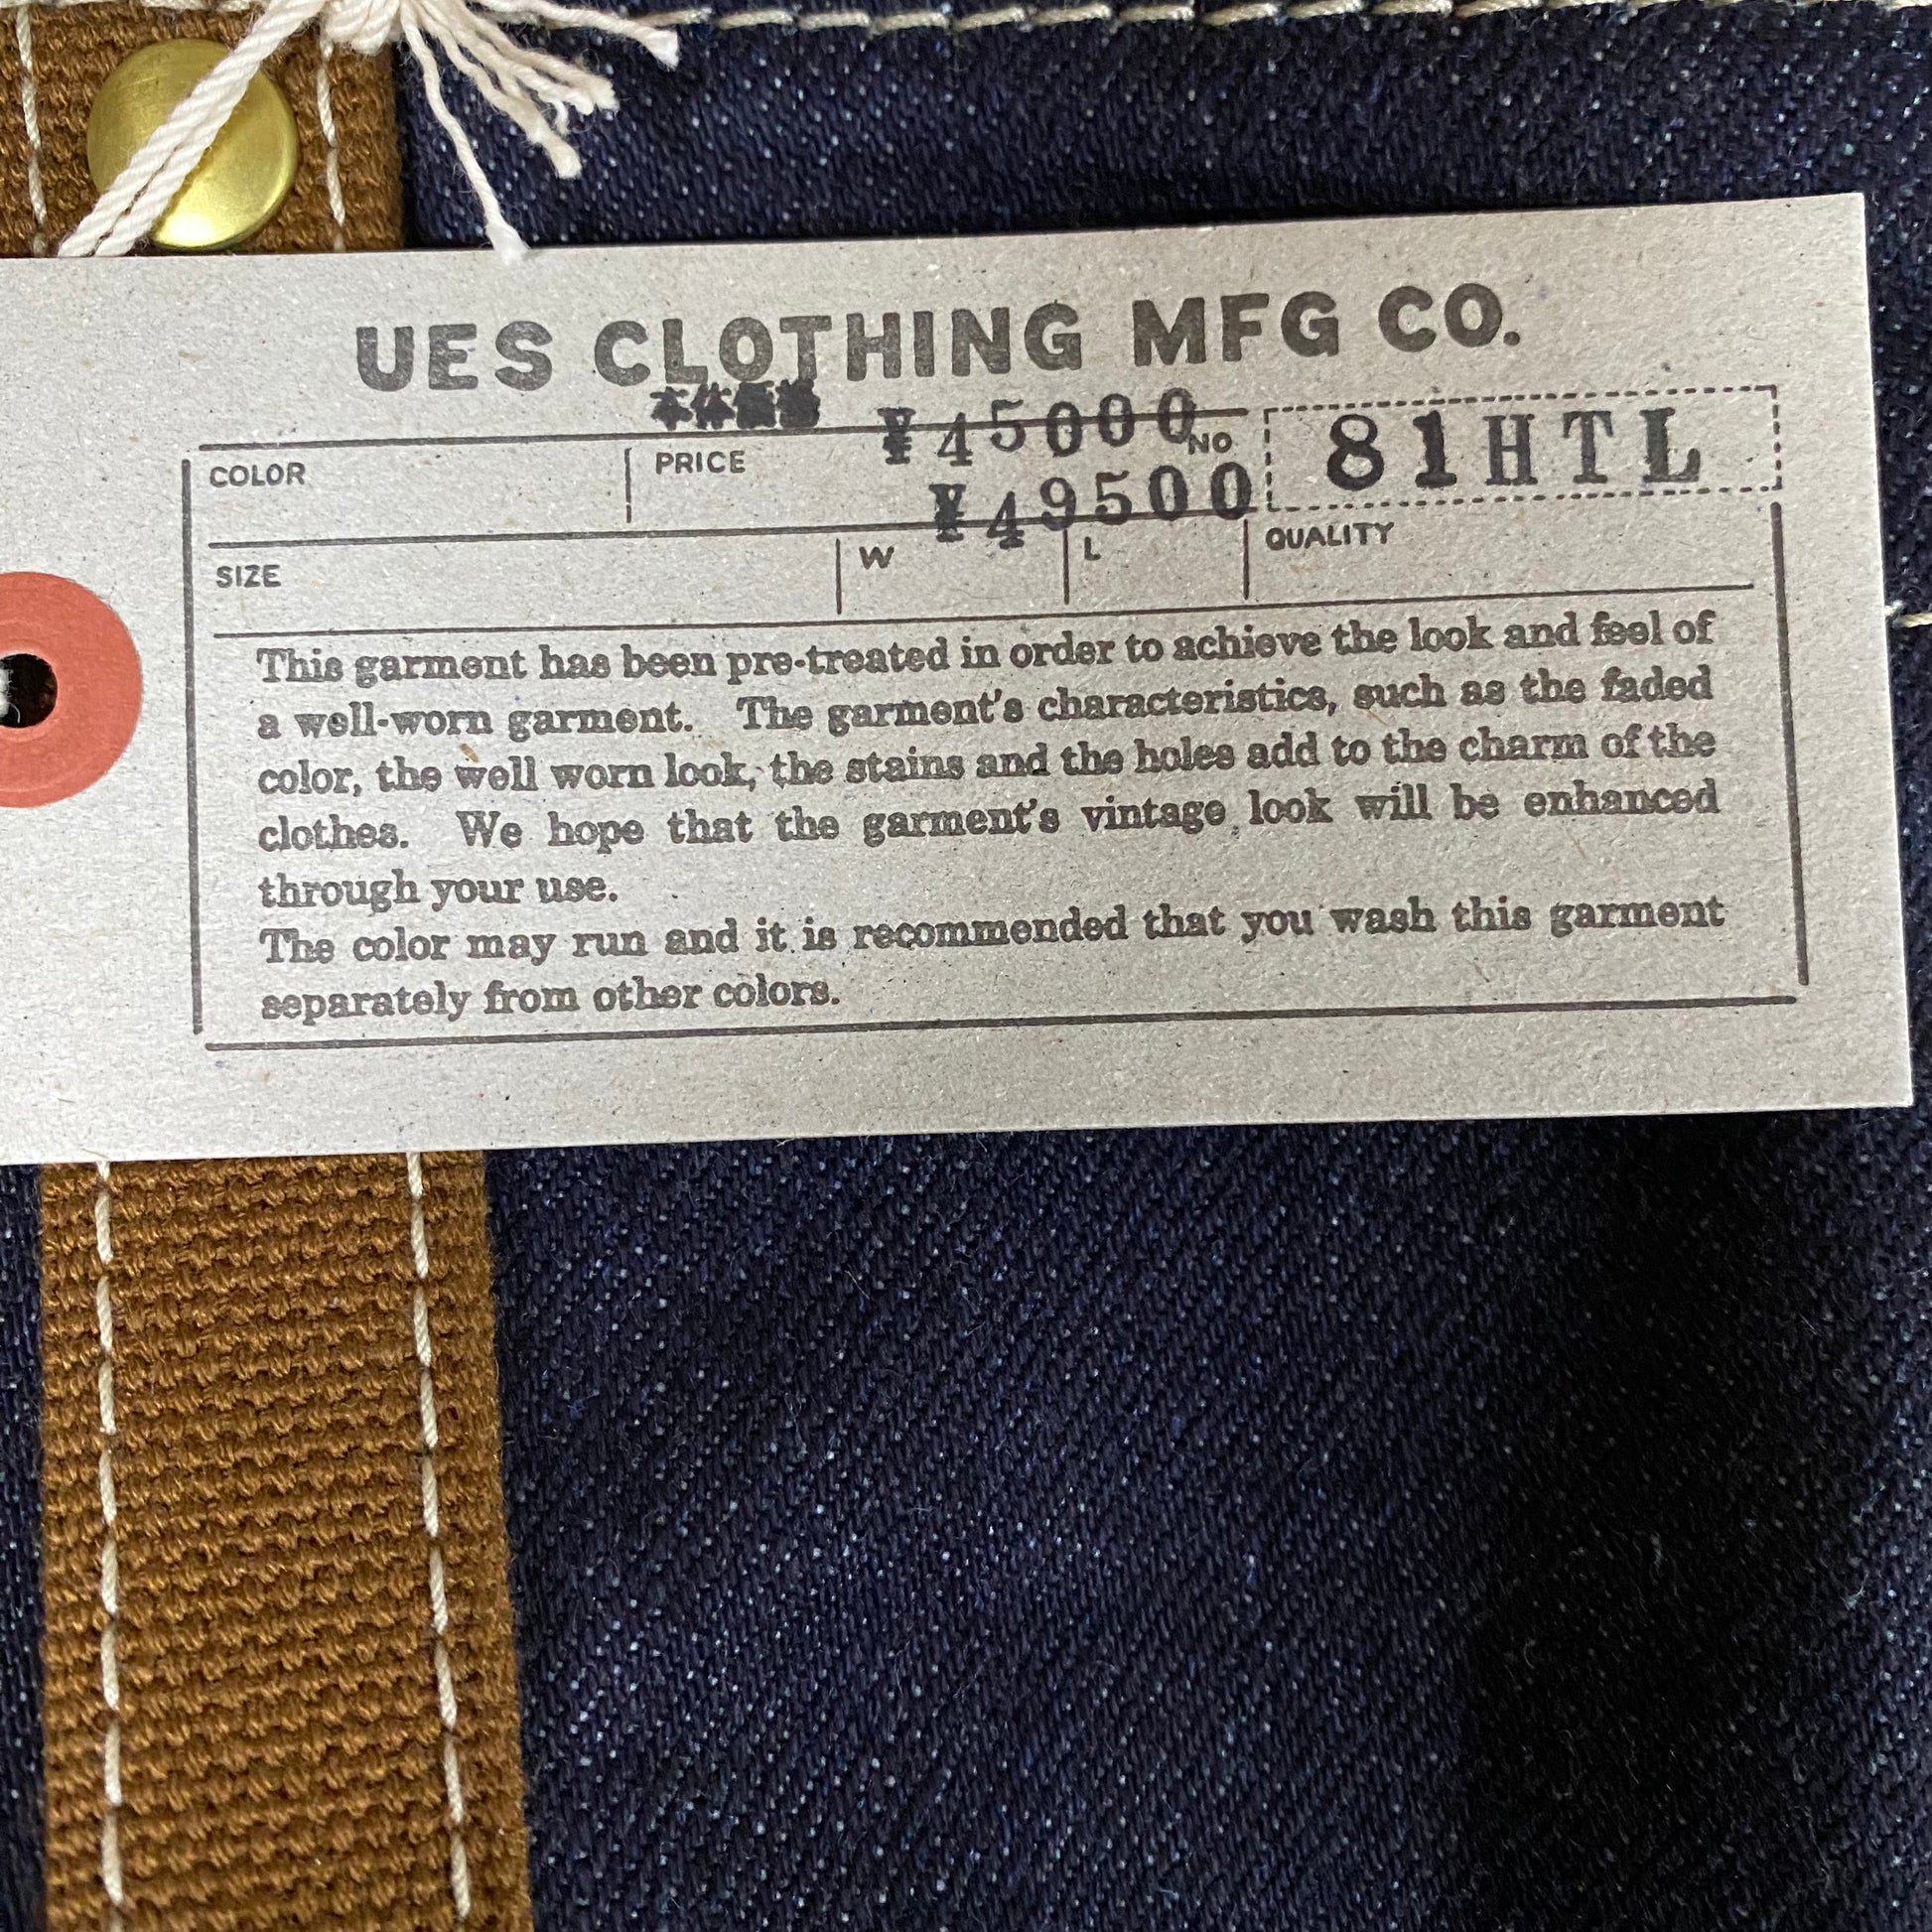 UES CLOTHING MFG CO.
本体価格 ¥45000
COLOR PRICE ¥49500 NO 81HTL
SIZE W L QUALITY
This garment has been pre-treated in order to achieve the look and feel of
a well-worn garment. The garment's characteristics, such as the faded
color, the well worn look, the stains and the holes add to the charm of the
clothes. We hope that the garment's vintage look will be enhanced
through your use.
The color may run and it is recommended that you wash this garment
separately from other colors.